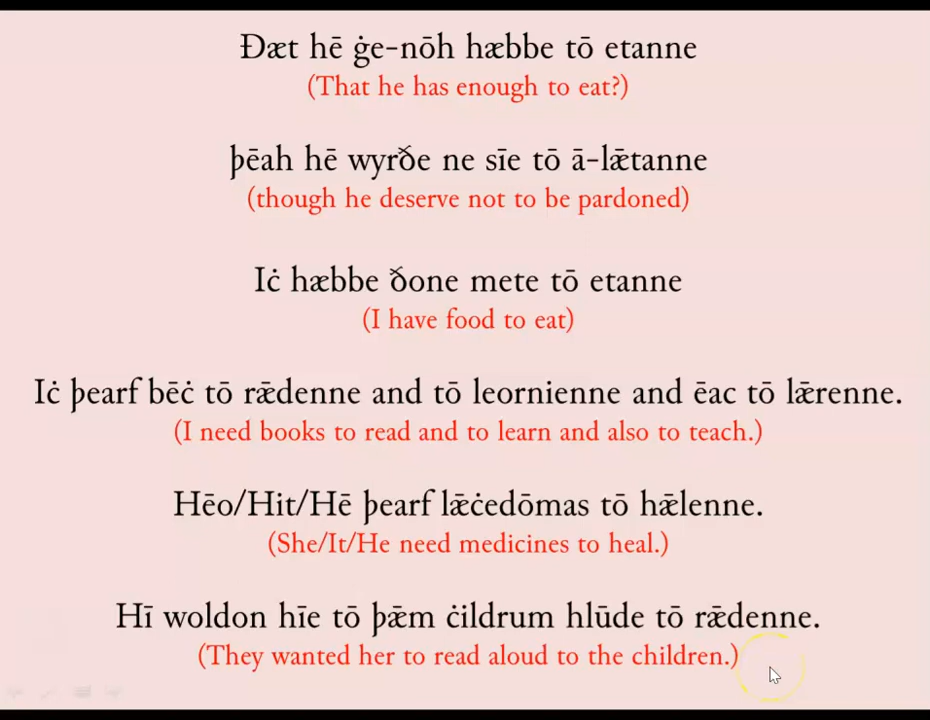 Ðæt hē ġe-nōh hæbbe tō etanne
(That he has enough to eat?)
þēah hē wyrðe ne sīe tō ā-lǣtanne
(though he deserve not to be pardoned)
Iċ hæbbe ðone mete tō etanne
(I have food to eat)
Iċ þearf bēċ tō rǣdenne and tō leornienne and ēac tō lǣrenne.
(I need books to read and to learn and also to teach.)
Hēo/Hit/Hē þearf lǣċedōmas tō hǣlenne.
(She/It/He need medicines to heal.)
Hī woldon hīe tō þǣm ċildrum hlūde tō rǣdenne.
(They wanted her to read aloud to the children.)